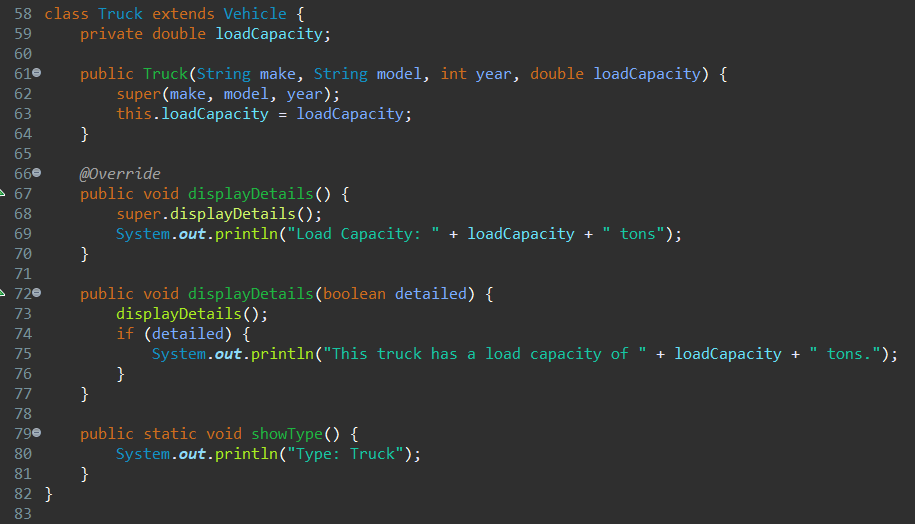 58 class Truck extends Vehicle {
59     private double loadCapacity;
60
61     public Truck(String make, String model, int year, double loadCapacity) {
62         super(make, model, year);
63         this.loadCapacity = loadCapacity;
64     }
65
66     @Override
67     public void displayDetails() {
68         super.displayDetails();
69         System.out.println("Load Capacity: " + loadCapacity + " tons");
70     }
71
72     public void displayDetails(boolean detailed) {
73         displayDetails();
74         if (detailed) {
75             System.out.println("This truck has a load capacity of " + loadCapacity + " tons.");
76         }
77     }
78
79     public static void showType() {
80         System.out.println("Type: Truck");
81     }
82 }
83